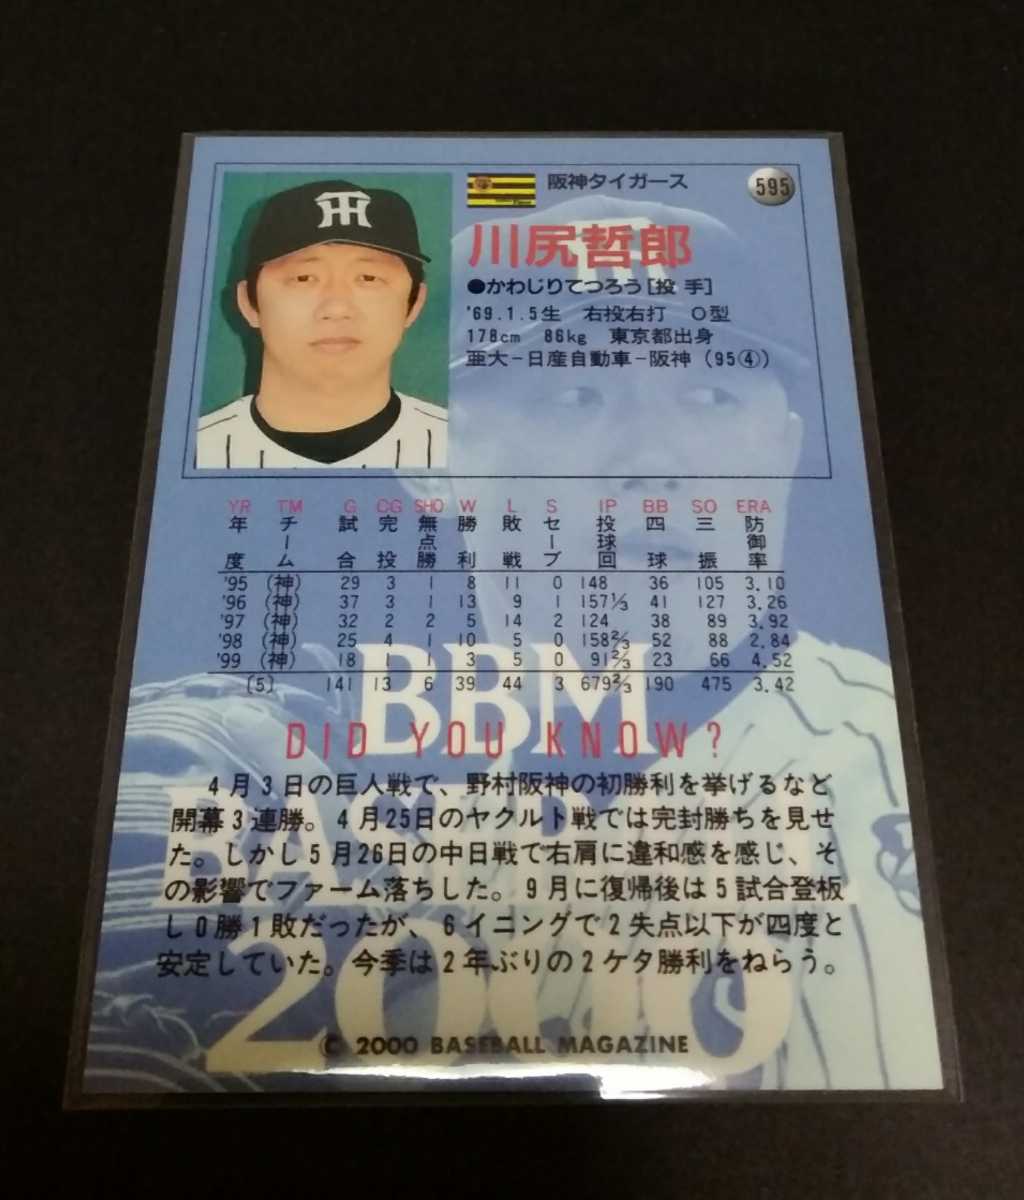 阪神タイガース
595
川尻哲郎
●かわじりてつろう[投 手]
'69.1.5生 右投右打 O型
178cm 86kg 東京都出身
亜大-日産自動車-阪神 (95④)
YR TM G CG SHO W L S IP BB SO ERA
年度 チーム 試合 完投 無点勝 勝利 敗戦 セーブ 投球回 四球 三振 防御率
'95 (神) 29 3 1 8 11 0 148 36 105 3.10
'96 (神) 37 3 1 13 9 1 157 1/3 41 127 3.26
'97 (神) 32 2 2 5 14 2 124 38 89 3.92
'98 (神) 25 4 1 10 5 0 158 2/3 52 88 2.84
'99 (神) 18 1 1 3 5 0 91 2/3 23 66 4.52
(5) 141 13 6 39 44 3 679 2/3 190 475 3.42
BBM
DID YOU KNOW?
BASEBALL
2000
4月3日の巨人戦で、野村阪神の初勝利を挙げるなど
開幕3連勝。4月25日のヤクルト戦では完封勝ちを見せ
た。しかし5月26日の中日戦で右肩に違和感を感じ、そ
の影響でファーム落ちした。9月に復帰後は5試合登板
し0勝1敗だったが、6イニングで2失点以下が四度と
安定していた。今季は2年ぶりの2ケタ勝利をねらう。
© 2000 BASEBALL MAGAZINE